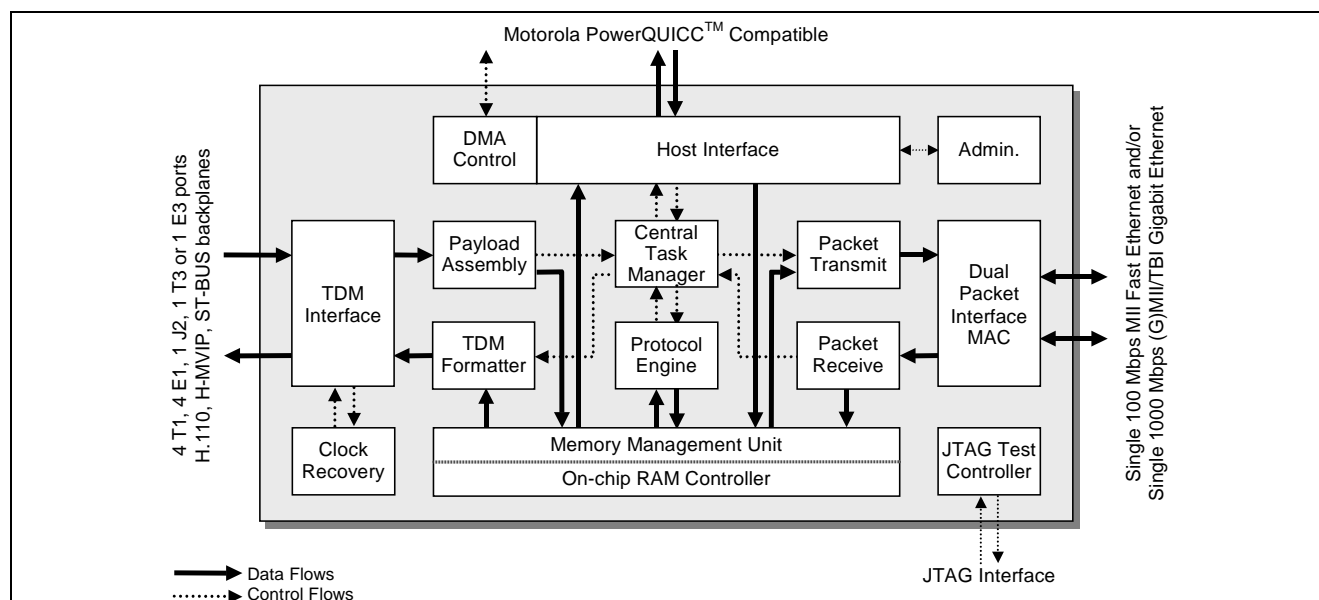 Motorola PowerQUICC™ Compatible
DMA
Control
Host Interface
Admin.
4 T1, 4 E1, 1 J2, 1 T3 or 1 E3 ports
H.110, H-MVIP, ST-BUS backplanes
TDM
Interface
Payload
Assembly
Central
Task
Manager
Packet
Transmit
Dual
Packet
Interface
MAC
TDM
Formatter
Protocol
Engine
Packet
Receive
Single 100 Mbps MII Fast Ethernet and/or
Single 1000 Mbps (G)MII/TBI Gigabit Ethernet
Clock
Recovery
Memory Management Unit
On-chip RAM Controller
JTAG Test
Controller
JTAG Interface
Data Flows
Control Flows